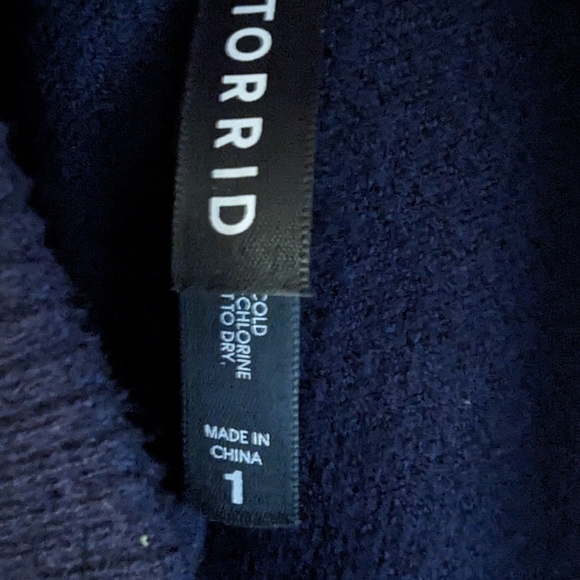 TORRID
COLD
CHLORINE
TO DRY.
MADE IN
CHINA
1